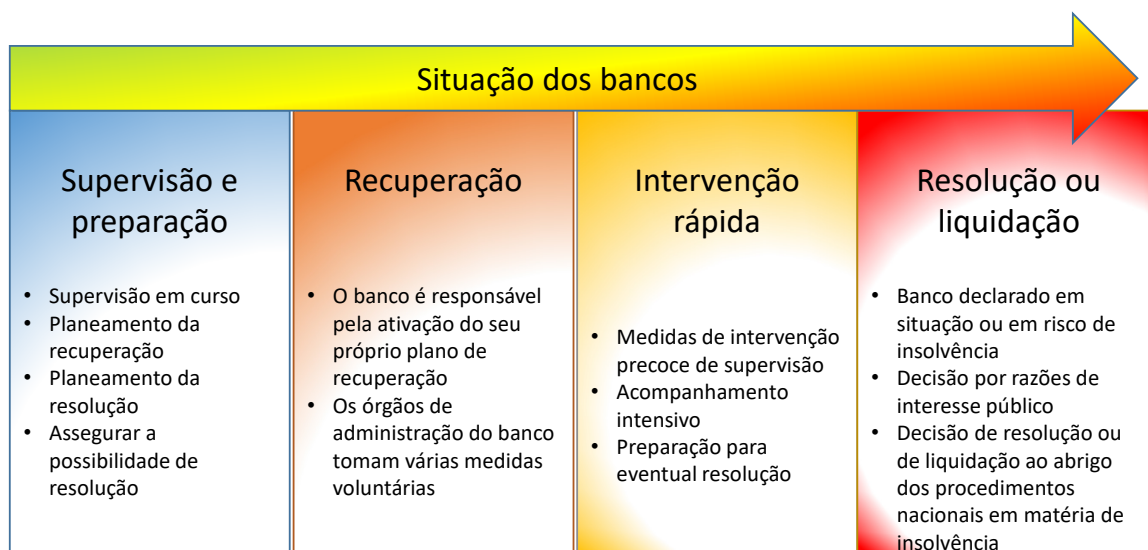 Situação dos bancos
Supervisão e
preparação
• Supervisão em curso
• Planeamento da
recuperação
• Planeamento da
resolução
• Assegurar a
possibilidade de
resolução
Recuperação
• O banco é responsável
pela ativação do seu
próprio plano de
recuperação
• Os órgãos de
administração do banco
tomam várias medidas
voluntárias
Intervenção
rápida
• Medidas de intervenção
precoce de supervisão
• Acompanhamento
intensivo
• Preparação para
eventual resolução
Resolução ou
liquidação
• Banco declarado em
situação ou em risco de
insolvência
• Decisão por razões de
interesse público
• Decisão de resolução ou
de liquidação ao abrigo
dos procedimentos
nacionais em matéria de
insolvência